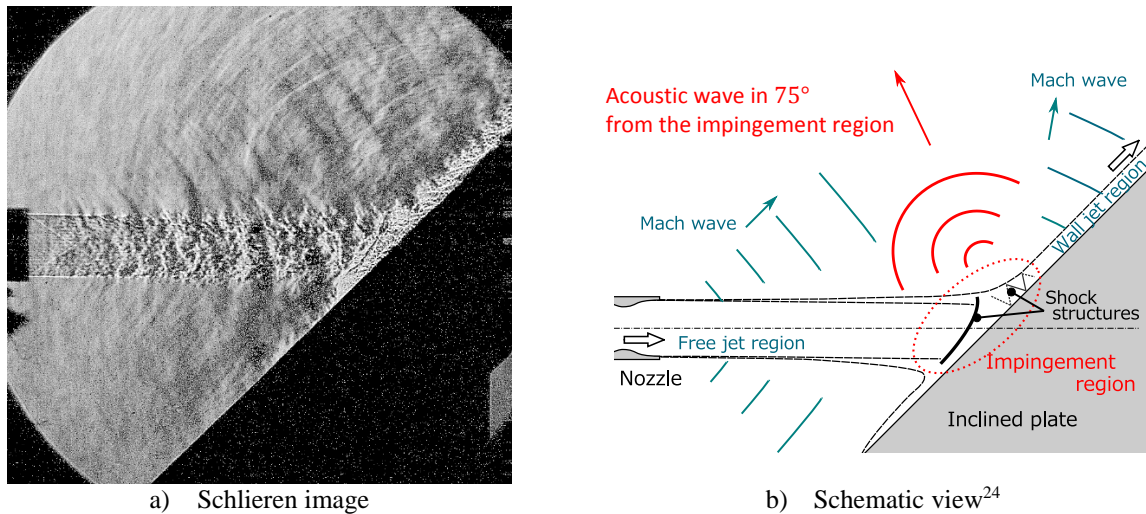 Acoustic wave in 75°
from the impingement region
Mach wave
Mach wave
Wall jet region
Shock
structures
Free jet region
Impingement
region
Nozzle
Inclined plate
a) Schlieren image
b) Schematic view²⁴